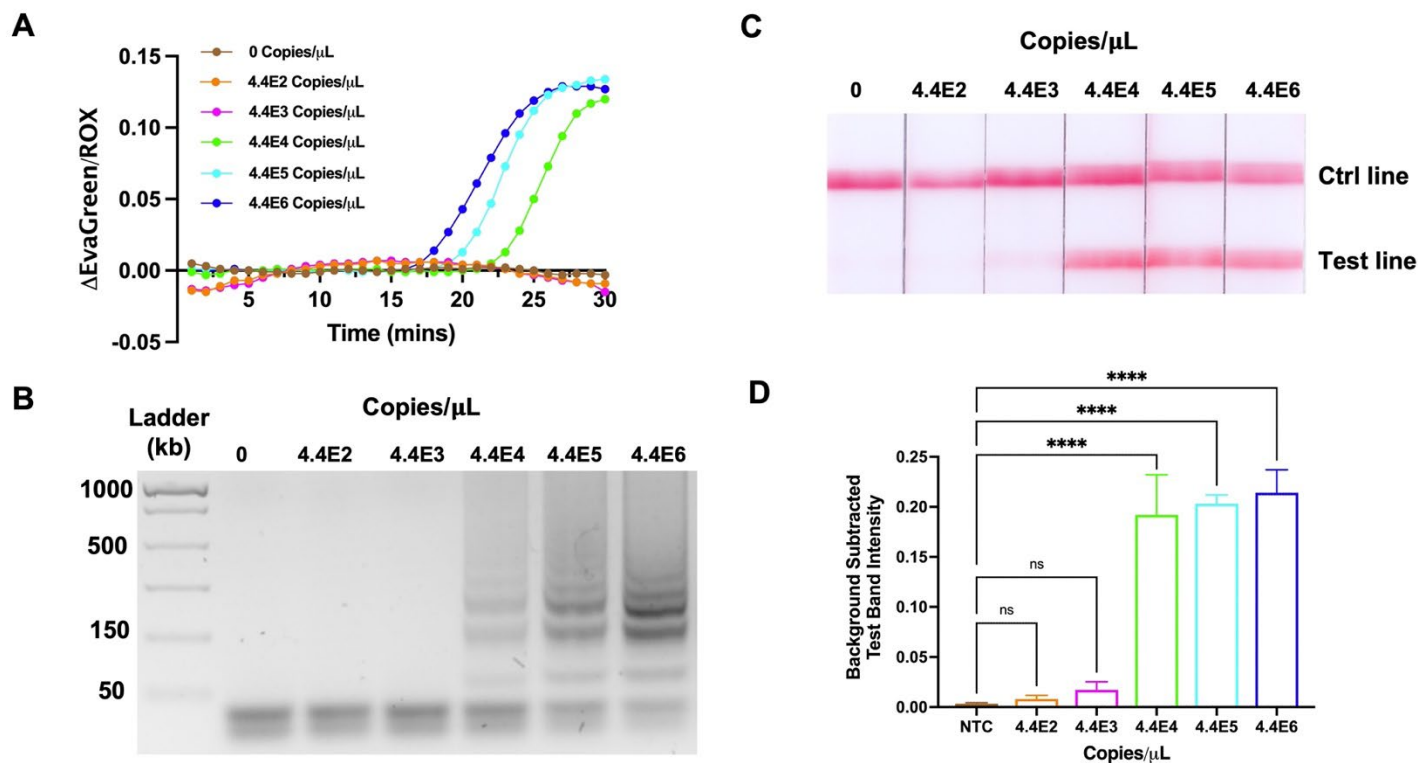 A
0.15
0.10
0.05
0.00
-0.05
ΔEvaGreen/ROX
0 Copies/μL
4.4E2 Copies/μL
4.4E3 Copies/μL
4.4E4 Copies/μL
4.4E5 Copies/μL
4.4E6 Copies/μL
5 10 15 20 25 30
Time (mins)
B
Ladder
(kb)
Copies/μL
0 4.4E2 4.4E3 4.4E4 4.4E5 4.4E6
1000
500
150
50
C
Copies/μL
0 4.4E2 4.4E3 4.4E4 4.4E5 4.4E6
Ctrl line
Test line
D
****
****
****
ns
ns
Background Subtracted
Test Band Intensity
0.25
0.20
0.15
0.10
0.05
0.00
NTC 4.4E2 4.4E3 4.4E4 4.4E5 4.4E6
Copies/μL